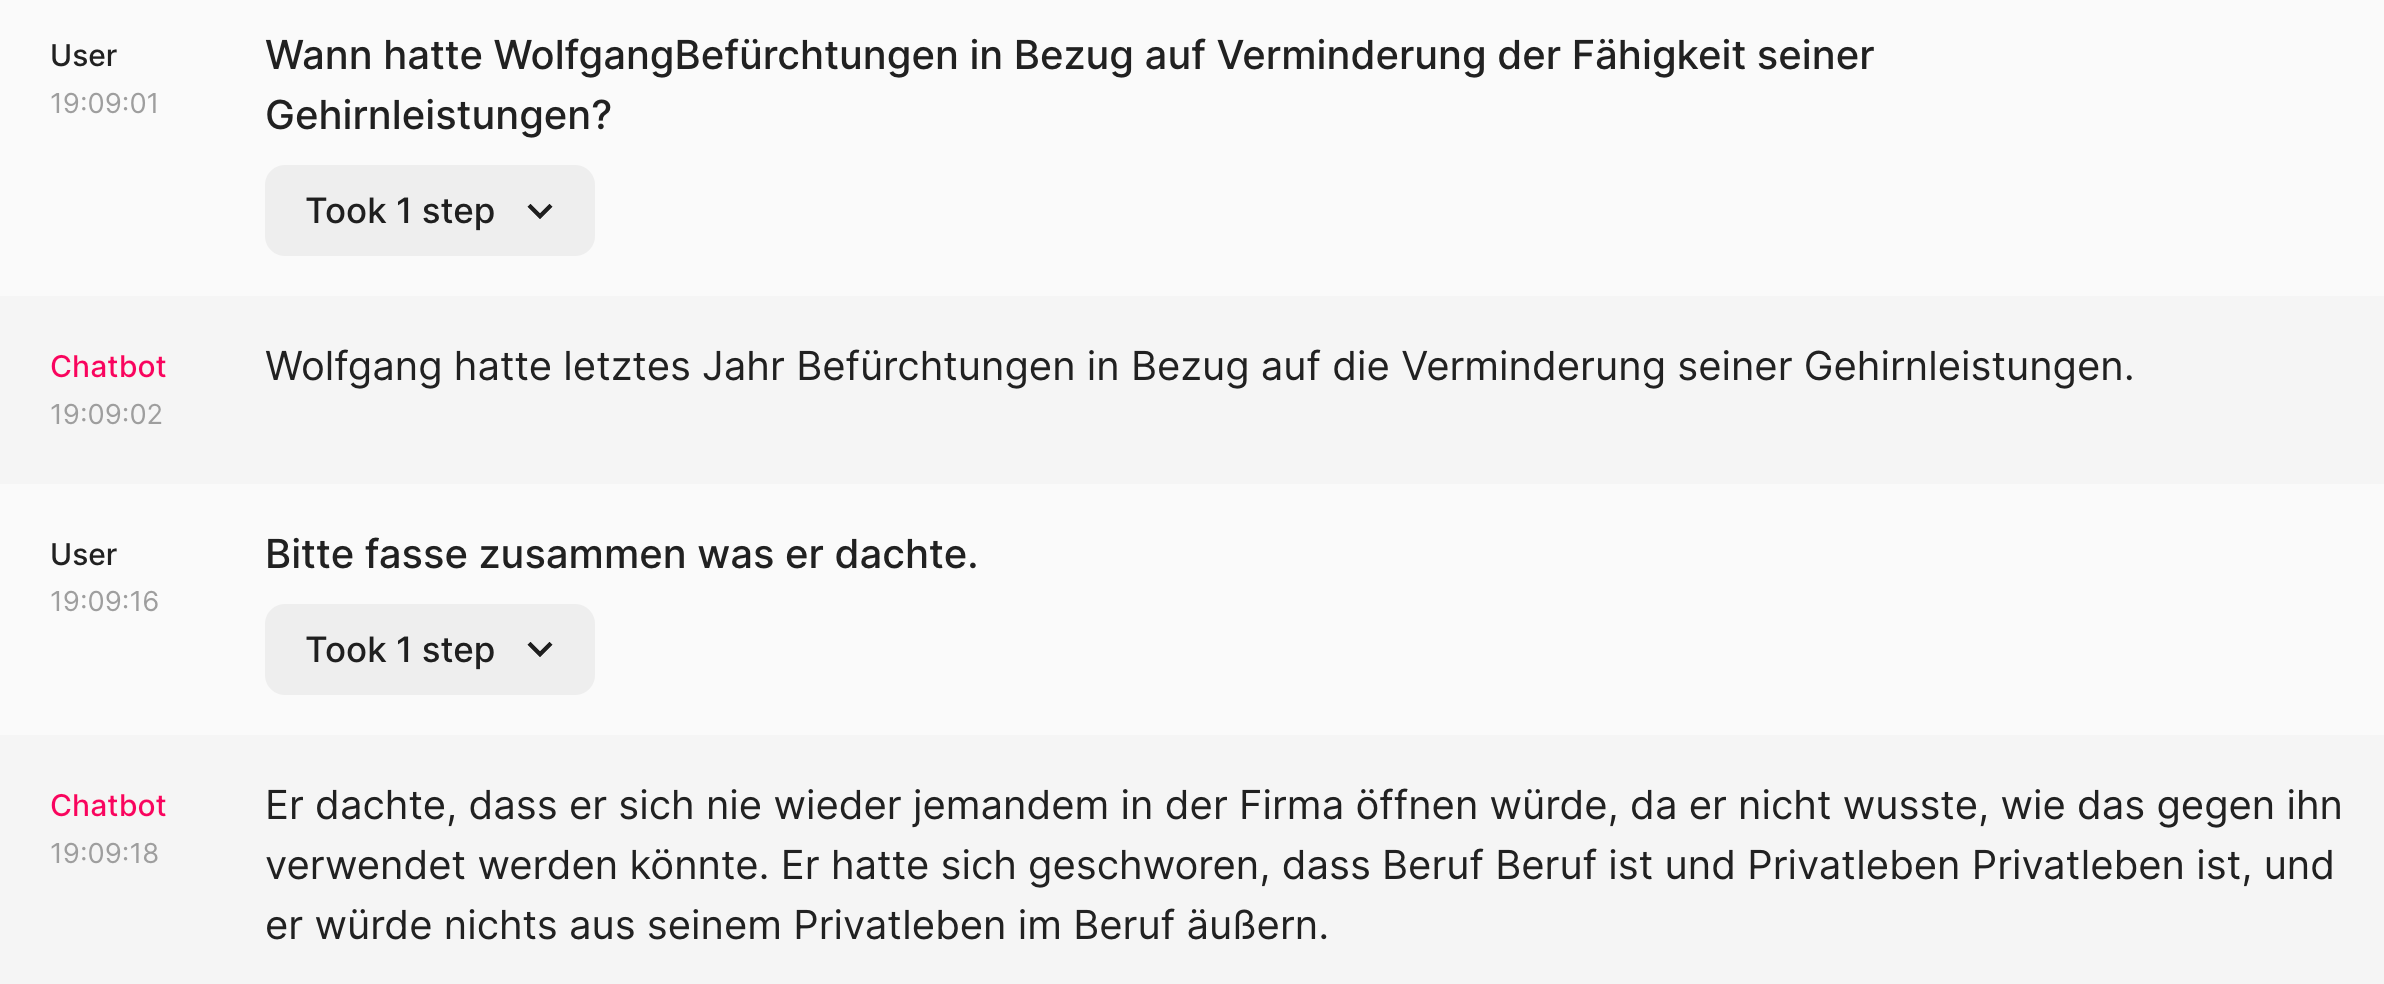 User
19:09:01
Wann hatte WolfgangBefürchtungen in Bezug auf Verminderung der Fähigkeit seiner
Gehirnleistungen?
Took 1 step
Chatbot
19:09:02
Wolfgang hatte letztes Jahr Befürchtungen in Bezug auf die Verminderung seiner Gehirnleistungen.
User
19:09:16
Bitte fasse zusammen was er dachte.
Took 1 step
Chatbot
19:09:18
Er dachte, dass er sich nie wieder jemandem in der Firma öffnen würde, da er nicht wusste, wie das gegen ihn
verwendet werden könnte. Er hatte sich geschworen, dass Beruf Beruf ist und Privatleben Privatleben ist, und
er würde nichts aus seinem Privatleben im Beruf äußern.